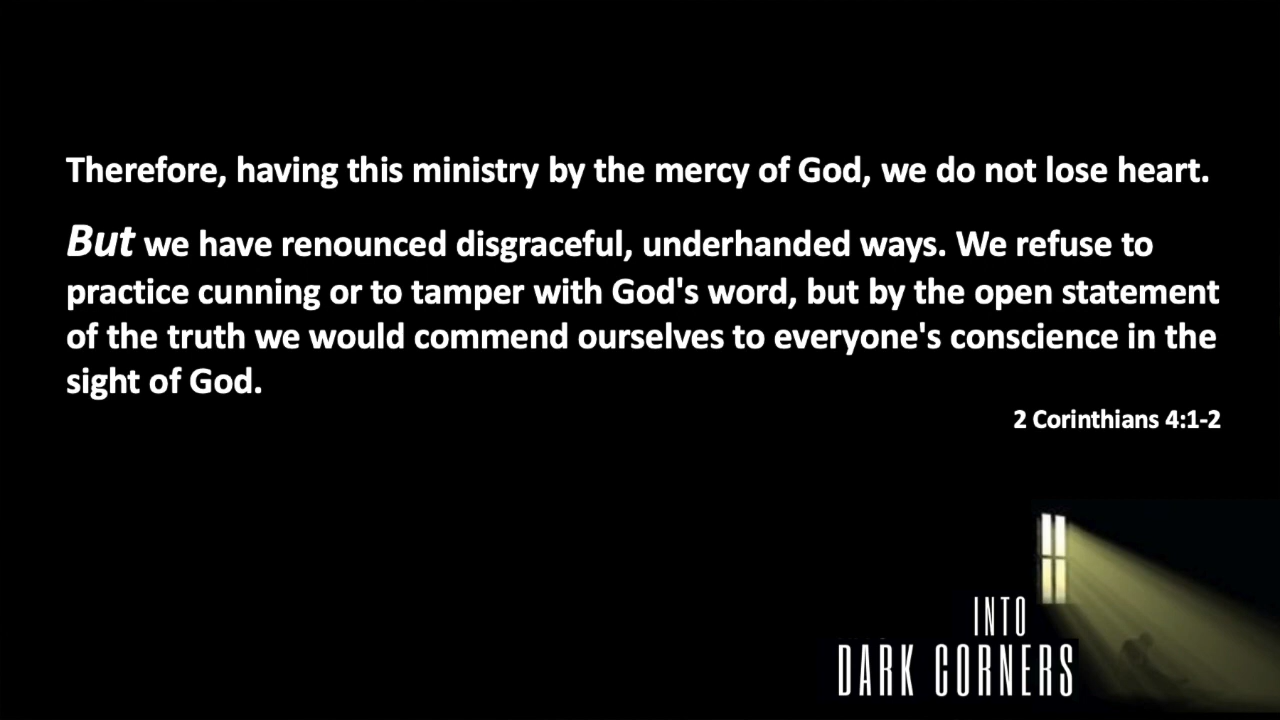 Therefore, having this ministry by the mercy of God, we do not lose heart.
But we have renounced disgraceful, underhanded ways. We refuse to
practice cunning or to tamper with God's word, but by the open statement
of the truth we would commend ourselves to everyone's conscience in the
sight of God.
2 Corinthians 4:1-2
INTO
DARK CORNERS